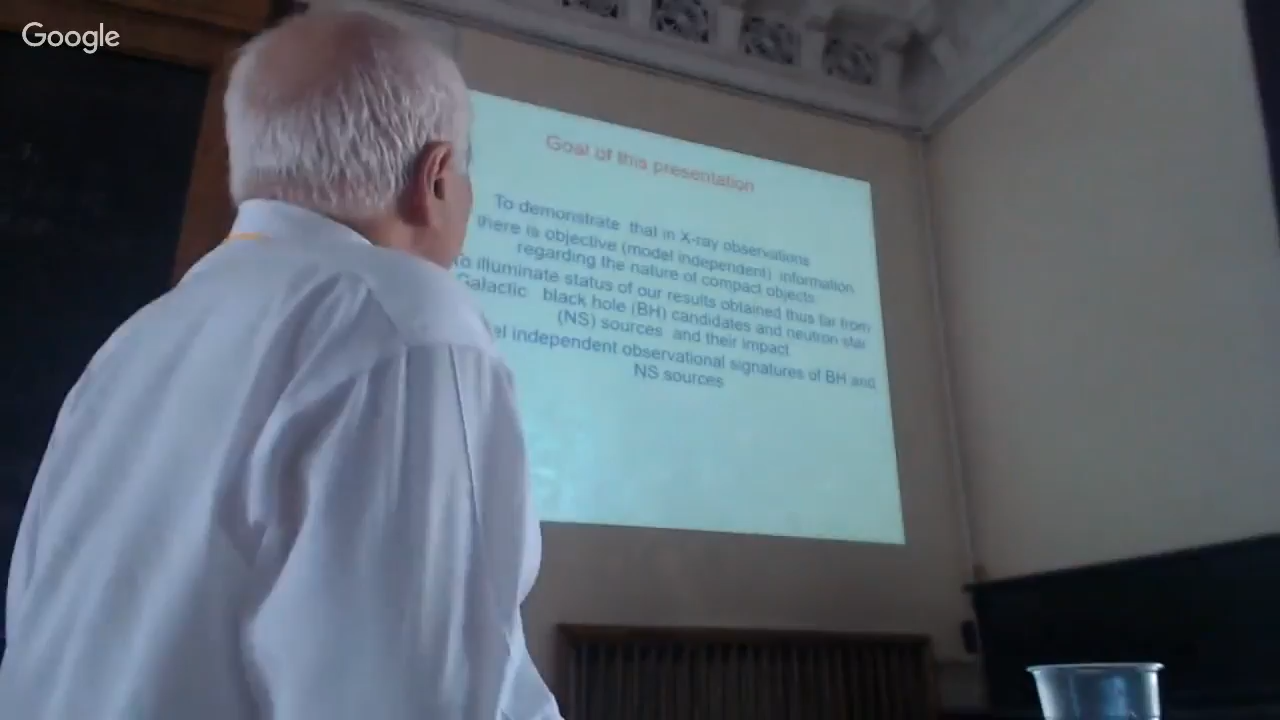 Google
Goal of this presentation
To demonstrate that in X-ray observations
there is objective (model independent) information
regarding the nature of compact objects
To illuminate status of our results obtained thus far from
Galactic black hole (BH) candidates and neutron star
(NS) sources and their impact
independent observational signatures of BH and
NS sources